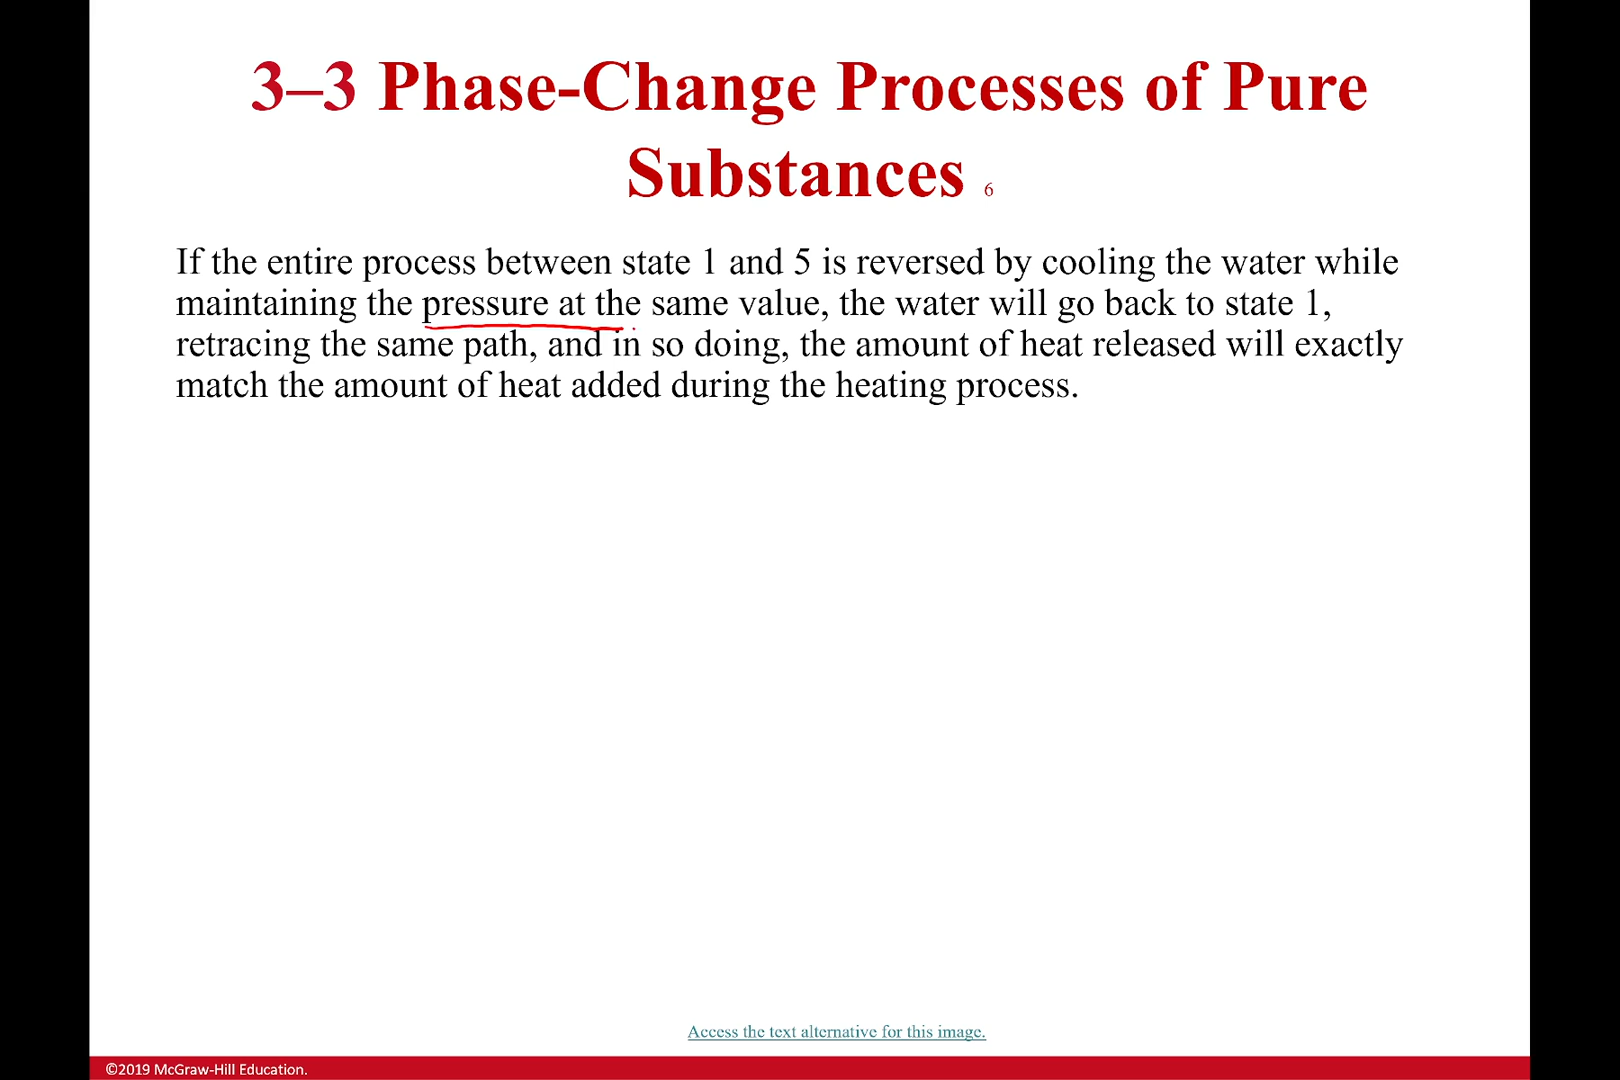 3–3 Phase-Change Processes of Pure
Substances 6
If the entire process between state 1 and 5 is reversed by cooling the water while
maintaining the pressure at the same value, the water will go back to state 1,
retracing the same path, and in so doing, the amount of heat released will exactly
match the amount of heat added during the heating process.
Access the text alternative for this image.
©2019 McGraw-Hill Education.